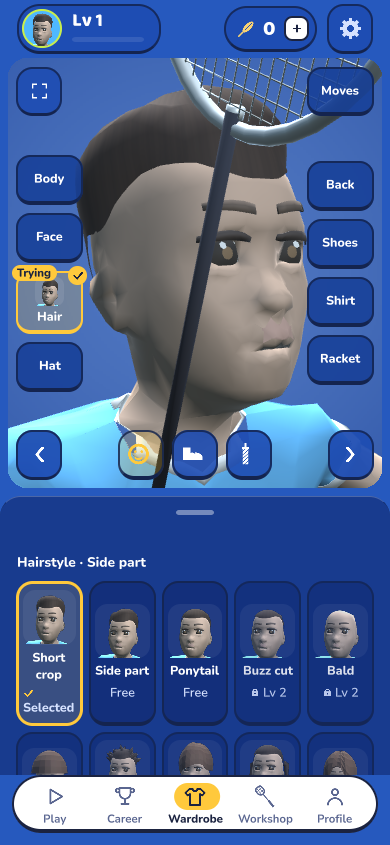 Lv 1
0
+
Moves
Body
Back
Face
Shoes
Trying
Hair
Shirt
Hat
Racket
Hairstyle · Side part
Short crop
Selected
Side part
Free
Ponytail
Free
Buzz cut
Lv 2
Bald
Lv 2
Play
Career
Wardrobe
Workshop
Profile